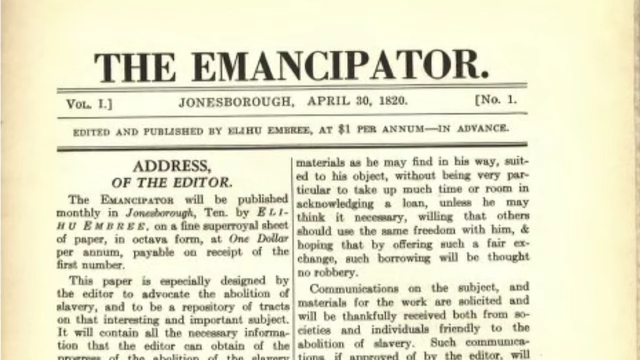 THE EMANCIPATOR.
VOL. I.] JONESBOROUGH, APRIL 30, 1820. [No. 1.
EDITED AND PUBLISHED BY ELIHU EMBREE, AT $1 PER ANNUM—IN ADVANCE.
ADDRESS,
OF THE EDITOR.
The EMANCIPATOR will be published
monthly in Jonesborough, Ten. by ELI-
HU EMBREE, on a fine superroyal sheet
of paper, in octava form, at One Dollar
per annum, payable on receipt of the
first number.
This paper is especially designed by
the editor to advocate the abolition of
slavery, and to be a repository of tracts
on that interesting and important subject.
It will contain all the necessary informa-
tion that the editor can obtain of the
progress of the abolition of the slavery
materials as he may find in his way, suit-
ed to his object, without being very par-
ticular to take up much time or room in
acknowledging a loan, unless he may
think it necessary, willing that others
should use the same freedom with him, &
hoping that by offering such a fair ex-
change, such borrowing will be thought
no robbery.
Communications on the subject, and
materials for the work are solicited and
will be thankfully received both from so-
cieties and individuals friendly to the
abolition of slavery. Such communica-
tions, if approved of by the editor, will